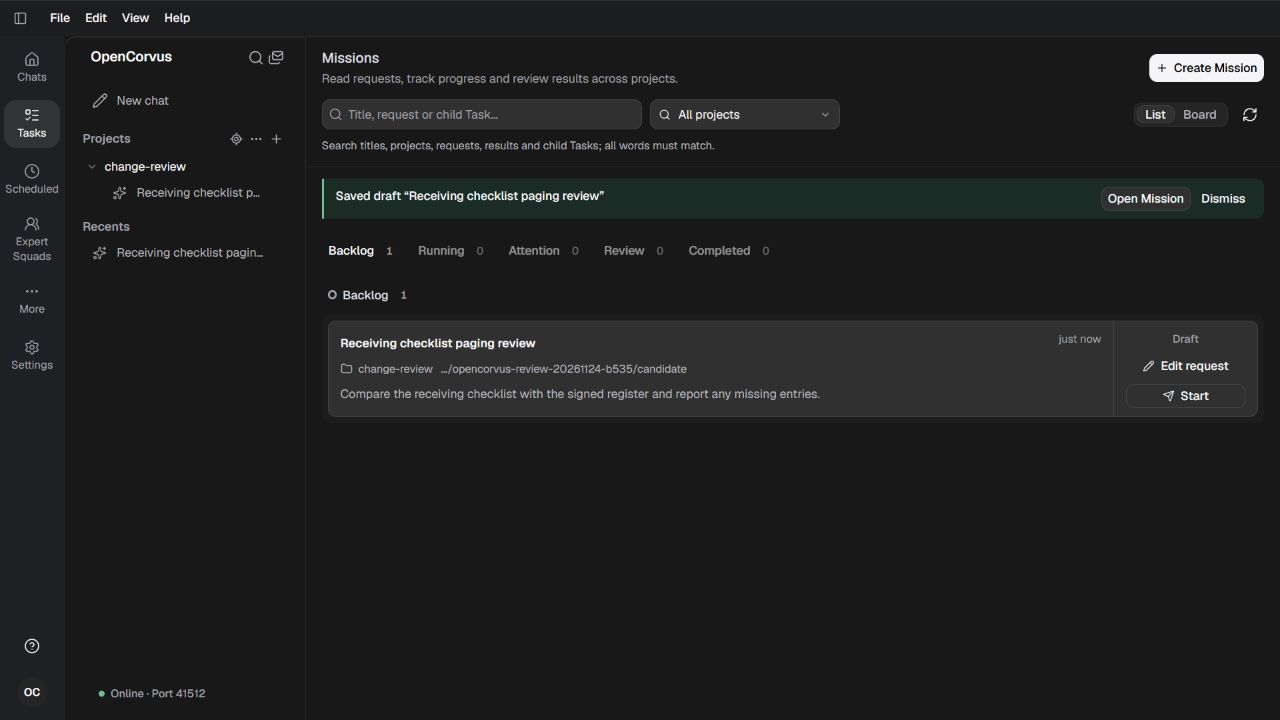 File Edit View Help
Chats
Tasks
Scheduled
Expert
Squads
More
Settings
OC
OpenCorvus
New chat
Projects
change-review
Receiving checklist p...
Recents
Receiving checklist pagin...
Online · Port 41512
Missions
Read requests, track progress and review results across projects.
Create Mission
Title, request or child Task...
All projects
List Board
Search titles, projects, requests, results and child Tasks; all words must match.
Saved draft “Receiving checklist paging review”
Open Mission Dismiss
Backlog 1 Running 0 Attention 0 Review 0 Completed 0
Backlog 1
Receiving checklist paging review
just now
change-review .../opencorvus-review-20261124-b535/candidate
Compare the receiving checklist with the signed register and report any missing entries.
Draft
Edit request
Start